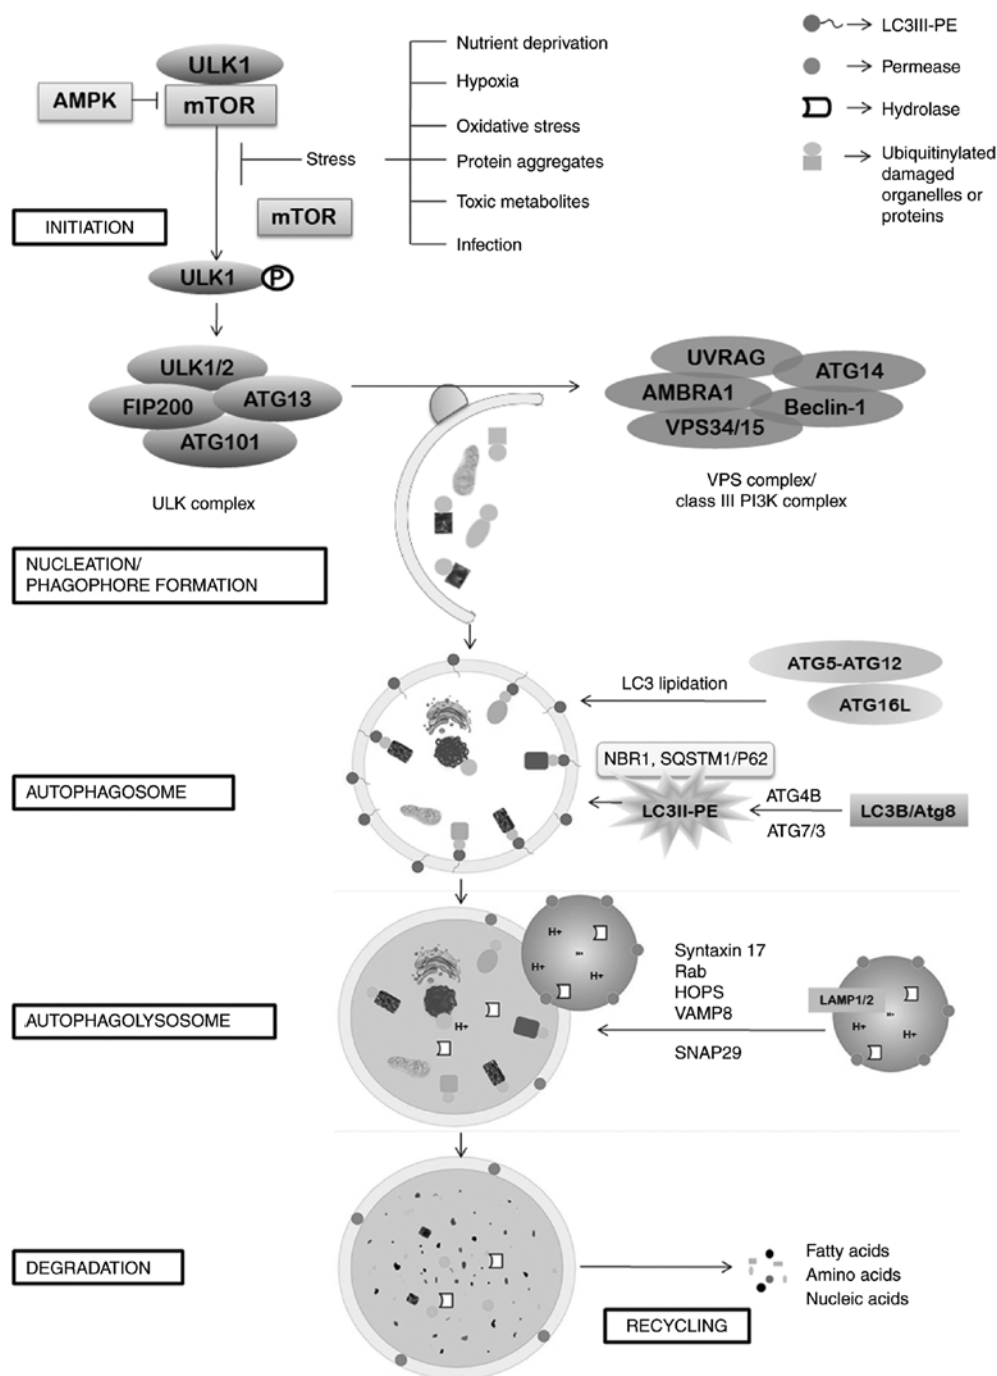 ULK1
AMPK
mTOR
Stress
mTOR
Nutrient deprivation
Hypoxia
Oxidative stress
Protein aggregates
Toxic metabolites
Infection
LC3III-PE
Permease
Hydrolase
Ubiquitinylated
damaged
organelles or
proteins
INITIATION
ULK1
P
ULK1/2
FIP200
ATG13
ATG101
ULK complex
UVRAG
ATG14
AMBRA1
Beclin-1
VPS34/15
VPS complex/
class III PI3K complex
NUCLEATION/
PHAGOPHORE FORMATION
ATG5-ATG12
LC3 lipidation
ATG16L
NBR1, SQSTM1/P62
AUTOPHAGOSOME
LC3II-PE
ATG4B
ATG7/3
LC3B/Atg8
H+
H+
H+
H+
H+
Syntaxin 17
Rab
HOPS
VAMP8
SNAP29
LAMP1/2
H+
H+
H+
AUTOPHAGOLYSOSOME
DEGRADATION
Fatty acids
Amino acids
Nucleic acids
RECYCLING